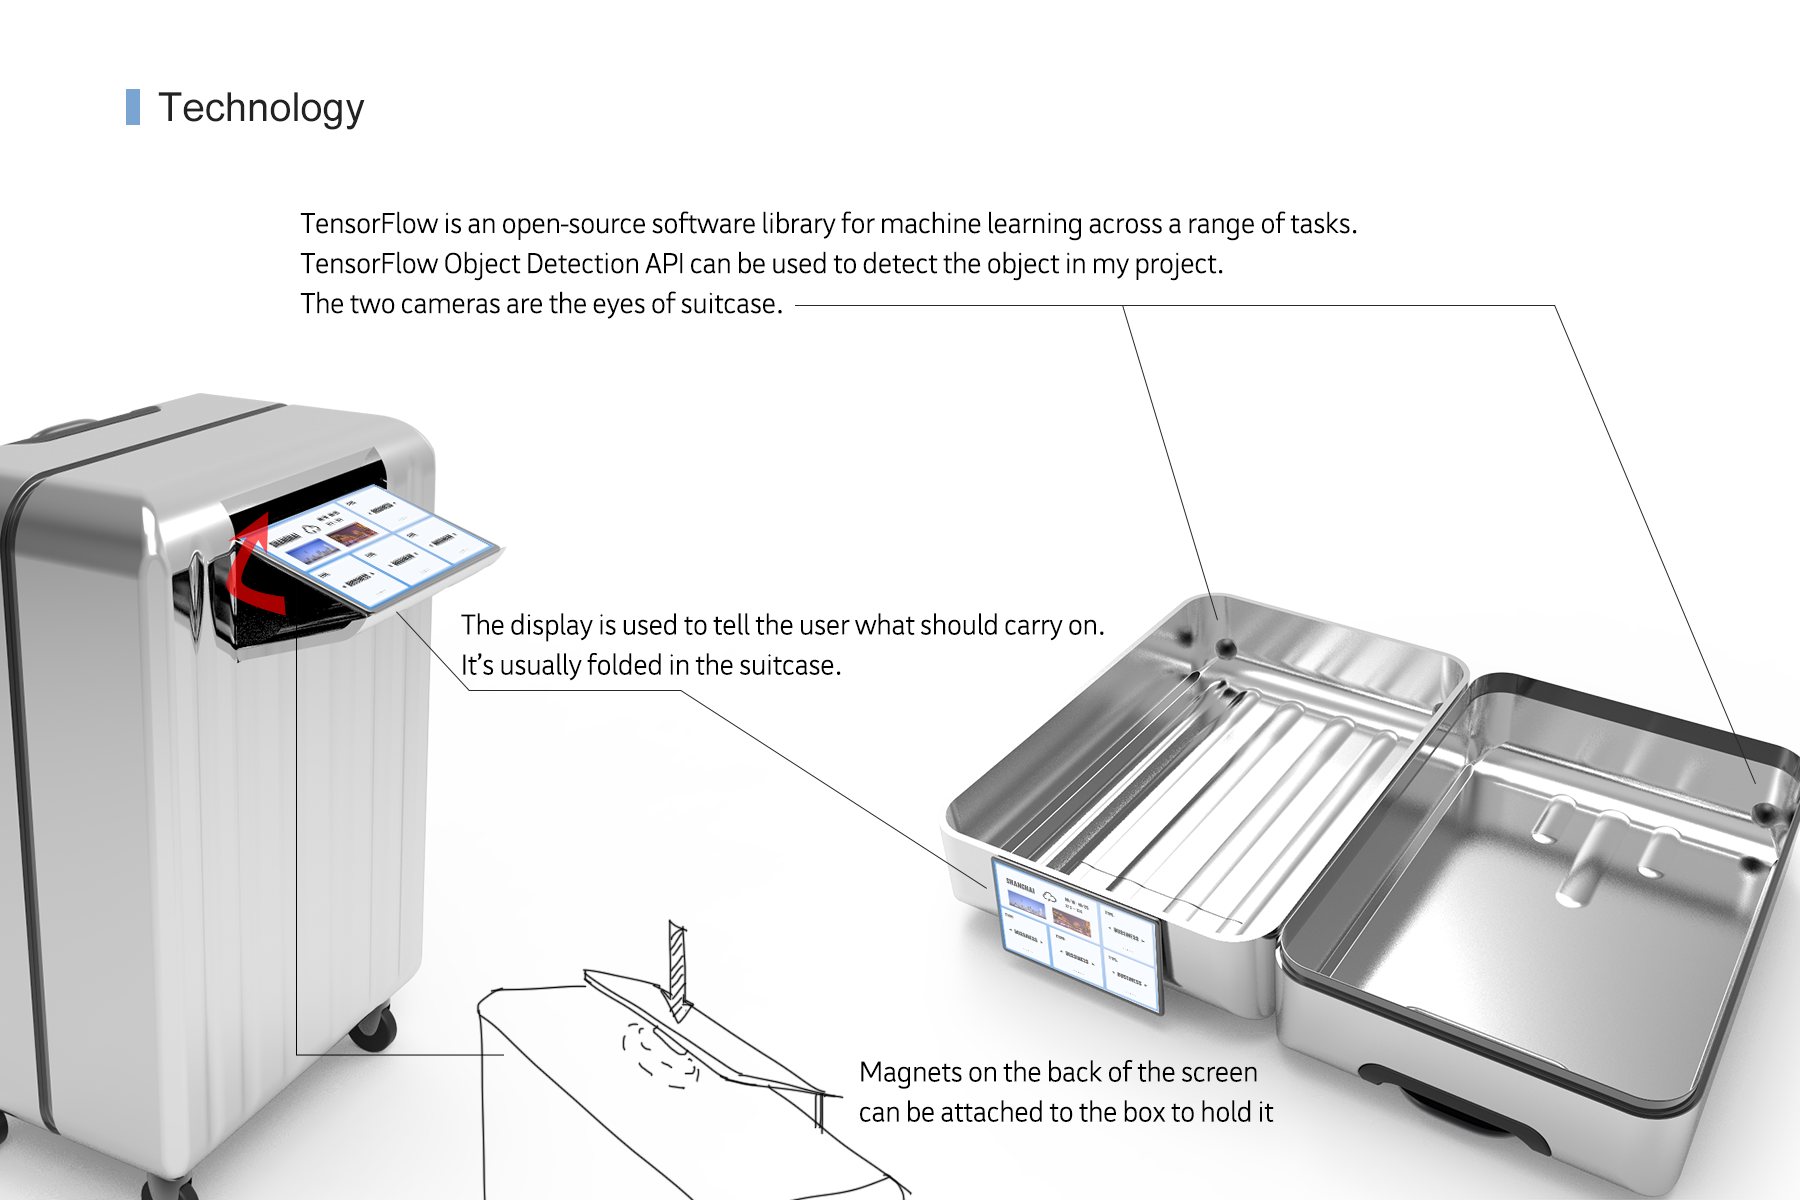 Technology
TensorFlow is an open-source software library for machine learning across a range of tasks.
TensorFlow Object Detection API can be used to detect the object in my project.
The two cameras are the eyes of suitcase.
SHANGHAI
The display is used to tell the user what should carry on.
It's usually folded in the suitcase.
SHANGHAI
BUSINESS
Magnets on the back of the screen
can be attached to the box to hold it